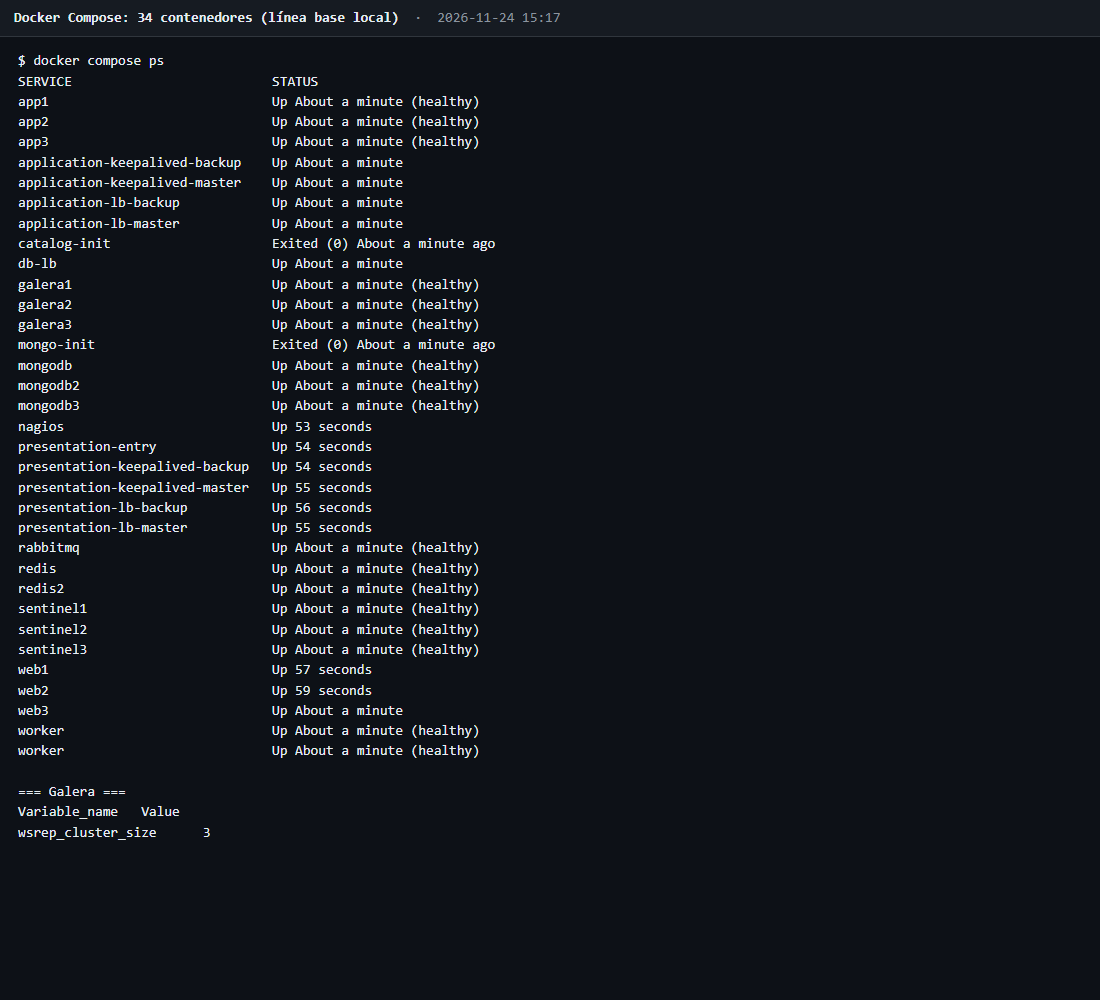 Docker Compose: 34 contenedores (línea base local) · 2026-11-24 15:17
$ docker compose ps
SERVICE STATUS
app1 Up About a minute (healthy)
app2 Up About a minute (healthy)
app3 Up About a minute (healthy)
application-keepalived-backup Up About a minute
application-keepalived-master Up About a minute
application-lb-backup Up About a minute
application-lb-master Up About a minute
catalog-init Exited (0) About a minute ago
db-lb Up About a minute
galera1 Up About a minute (healthy)
galera2 Up About a minute (healthy)
galera3 Up About a minute (healthy)
mongo-init Exited (0) About a minute ago
mongodb Up About a minute (healthy)
mongodb2 Up About a minute (healthy)
mongodb3 Up About a minute (healthy)
nagios Up 53 seconds
presentation-entry Up 54 seconds
presentation-keepalived-backup Up 54 seconds
presentation-keepalived-master Up 55 seconds
presentation-lb-backup Up 56 seconds
presentation-lb-master Up 55 seconds
rabbitmq Up About a minute (healthy)
redis Up About a minute (healthy)
redis2 Up About a minute (healthy)
sentinel1 Up About a minute (healthy)
sentinel2 Up About a minute (healthy)
sentinel3 Up About a minute (healthy)
web1 Up 57 seconds
web2 Up 59 seconds
web3 Up About a minute
worker Up About a minute (healthy)
worker Up About a minute (healthy)
=== Galera ===
Variable_name Value
wsrep_cluster_size 3